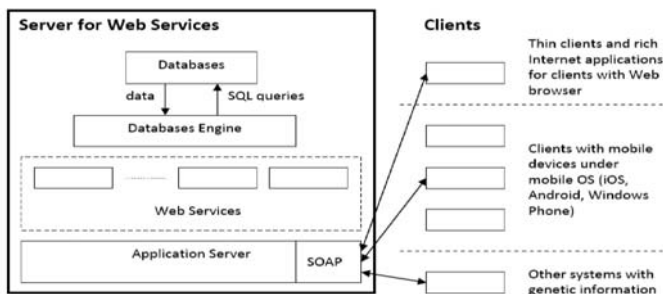 Server for Web Services
Databases
data
SQL queries
Databases Engine
Web Services
Application Server
SOAP
Clients
Thin clients and rich
Internet applications
for clients with Web
browser
Clients with mobile
devices under
mobile OS (iOS,
Android, Windows
Phone)
Other systems with
genetic information